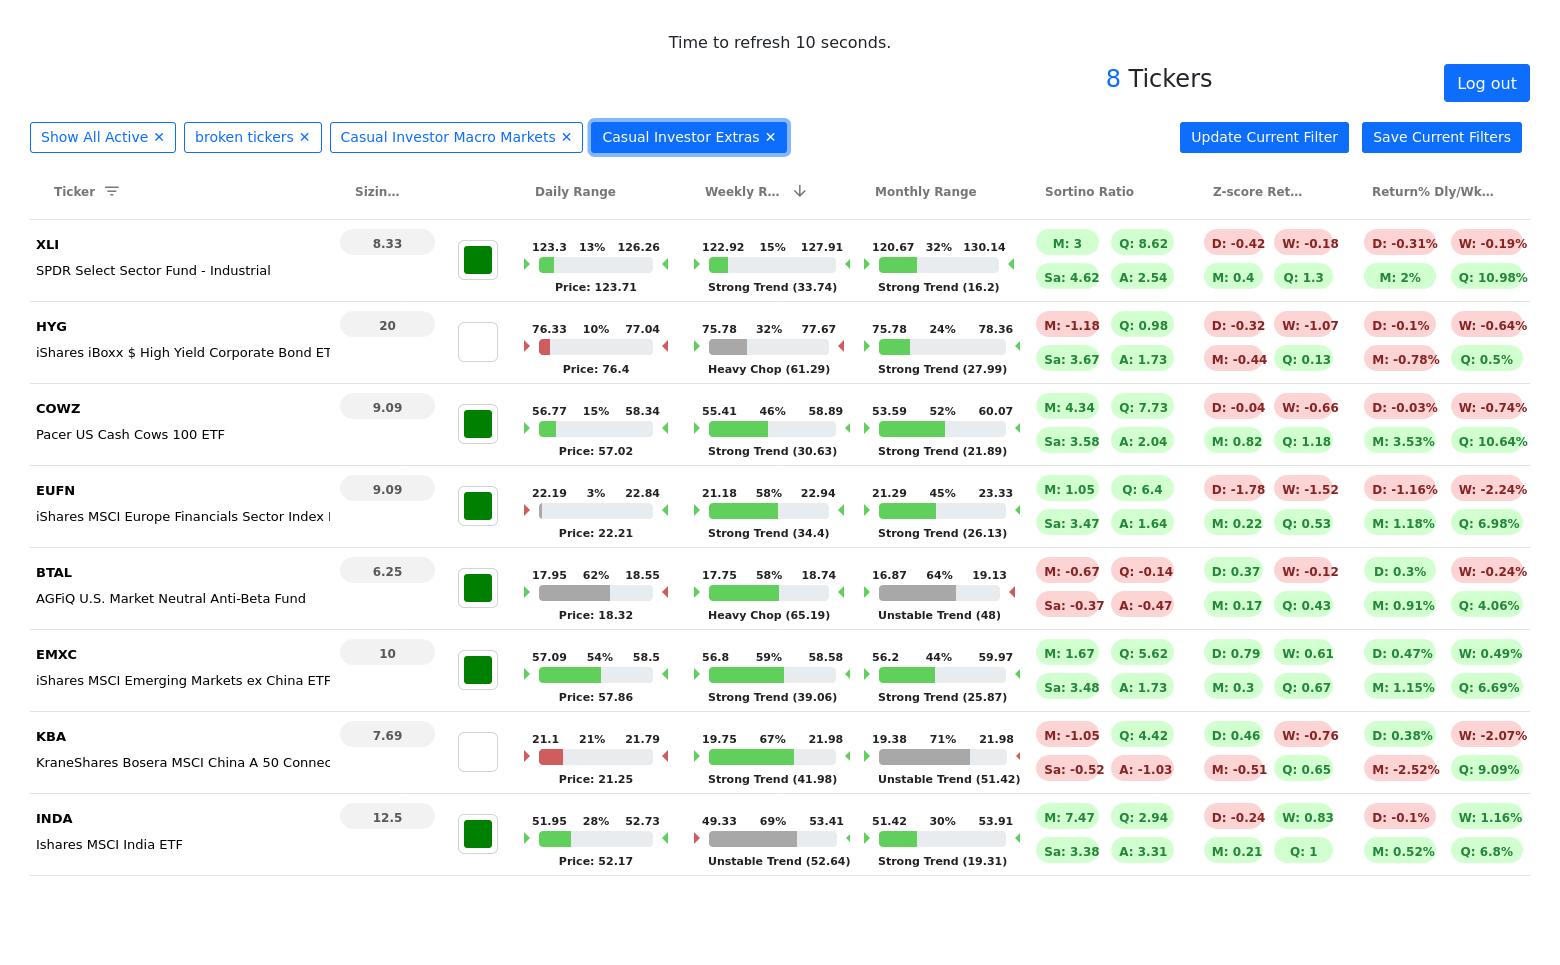 Time to refresh 10 seconds.
8 Tickers
Log out
Show All Active ✕ broken tickers ✕ Casual Investor Macro Markets ✕ Casual Investor Extras ✕ Update Current Filter Save Current Filters
Ticker Sizin… Daily Range Weekly R… Monthly Range Sortino Ratio Z-score Ret… Return% Dly/Wk…
XLI 8.33 123.3 13% 126.26 122.92 15% 127.91 120.67 32% 130.14 M: 3 Q: 8.62 D: -0.42 W: -0.18 D: -0.31% W: -0.19%
SPDR Select Sector Fund - Industrial Sa: 4.62 A: 2.54 M: 0.4 Q: 1.3 M: 2% Q: 10.98%
Price: 123.71 Strong Trend (33.74) Strong Trend (16.2)
HYG 20 76.33 10% 77.04 75.78 32% 77.67 75.78 24% 78.36 M: -1.18 Q: 0.98 D: -0.32 W: -1.07 D: -0.1% W: -0.64%
iShares iBoxx $ High Yield Corporate Bond ET Sa: 3.67 A: 1.73 M: -0.44 Q: 0.13 M: -0.78% Q: 0.5%
Price: 76.4 Heavy Chop (61.29) Strong Trend (27.99)
COWZ 9.09 56.77 15% 58.34 55.41 46% 58.89 53.59 52% 60.07 M: 4.34 Q: 7.73 D: -0.04 W: -0.66 D: -0.03% W: -0.74%
Pacer US Cash Cows 100 ETF Sa: 3.58 A: 2.04 M: 0.82 Q: 1.18 M: 3.53% Q: 10.64%
Price: 57.02 Strong Trend (30.63) Strong Trend (21.89)
EUFN 9.09 22.19 3% 22.84 21.18 58% 22.94 21.29 45% 23.33 M: 1.05 Q: 6.4 D: -1.78 W: -1.52 D: -1.16% W: -2.24%
iShares MSCI Europe Financials Sector Index Sa: 3.47 A: 1.64 M: 0.22 Q: 0.53 M: 1.18% Q: 6.98%
Price: 22.21 Strong Trend (34.4) Strong Trend (26.13)
BTAL 6.25 17.95 62% 18.55 17.75 58% 18.74 16.87 64% 19.13 M: -0.67 Q: -0.14 D: 0.37 W: -0.12 D: 0.3% W: -0.24%
AGFiQ U.S. Market Neutral Anti-Beta Fund Sa: -0.37 A: -0.47 M: 0.17 Q: 0.43 M: 0.91% Q: 4.06%
Price: 18.32 Heavy Chop (65.19) Unstable Trend (48)
EMXC 10 57.09 54% 58.5 56.8 59% 58.58 56.2 44% 59.97 M: 1.67 Q: 5.62 D: 0.79 W: 0.61 D: 0.47% W: 0.49%
iShares MSCI Emerging Markets ex China ETF Sa: 3.48 A: 1.73 M: 0.3 Q: 0.67 M: 1.15% Q: 6.69%
Price: 57.86 Strong Trend (39.06) Strong Trend (25.87)
KBA 7.69 21.1 21% 21.79 19.75 67% 21.98 19.38 71% 21.98 M: -1.05 Q: 4.42 D: 0.46 W: -0.76 D: 0.38% W: -2.07%
KraneShares Bosera MSCI China A 50 Connec Sa: -0.52 A: -1.03 M: -0.51 Q: 0.65 M: -2.52% Q: 9.09%
Price: 21.25 Strong Trend (41.98) Unstable Trend (51.42)
INDA 12.5 51.95 28% 52.73 49.33 69% 53.41 51.42 30% 53.91 M: 7.47 Q: 2.94 D: -0.24 W: 0.83 D: -0.1% W: 1.16%
Ishares MSCI India ETF Sa: 3.38 A: 3.31 M: 0.21 Q: 1 M: 0.52% Q: 6.8%
Price: 52.17 Unstable Trend (52.64) Strong Trend (19.31)